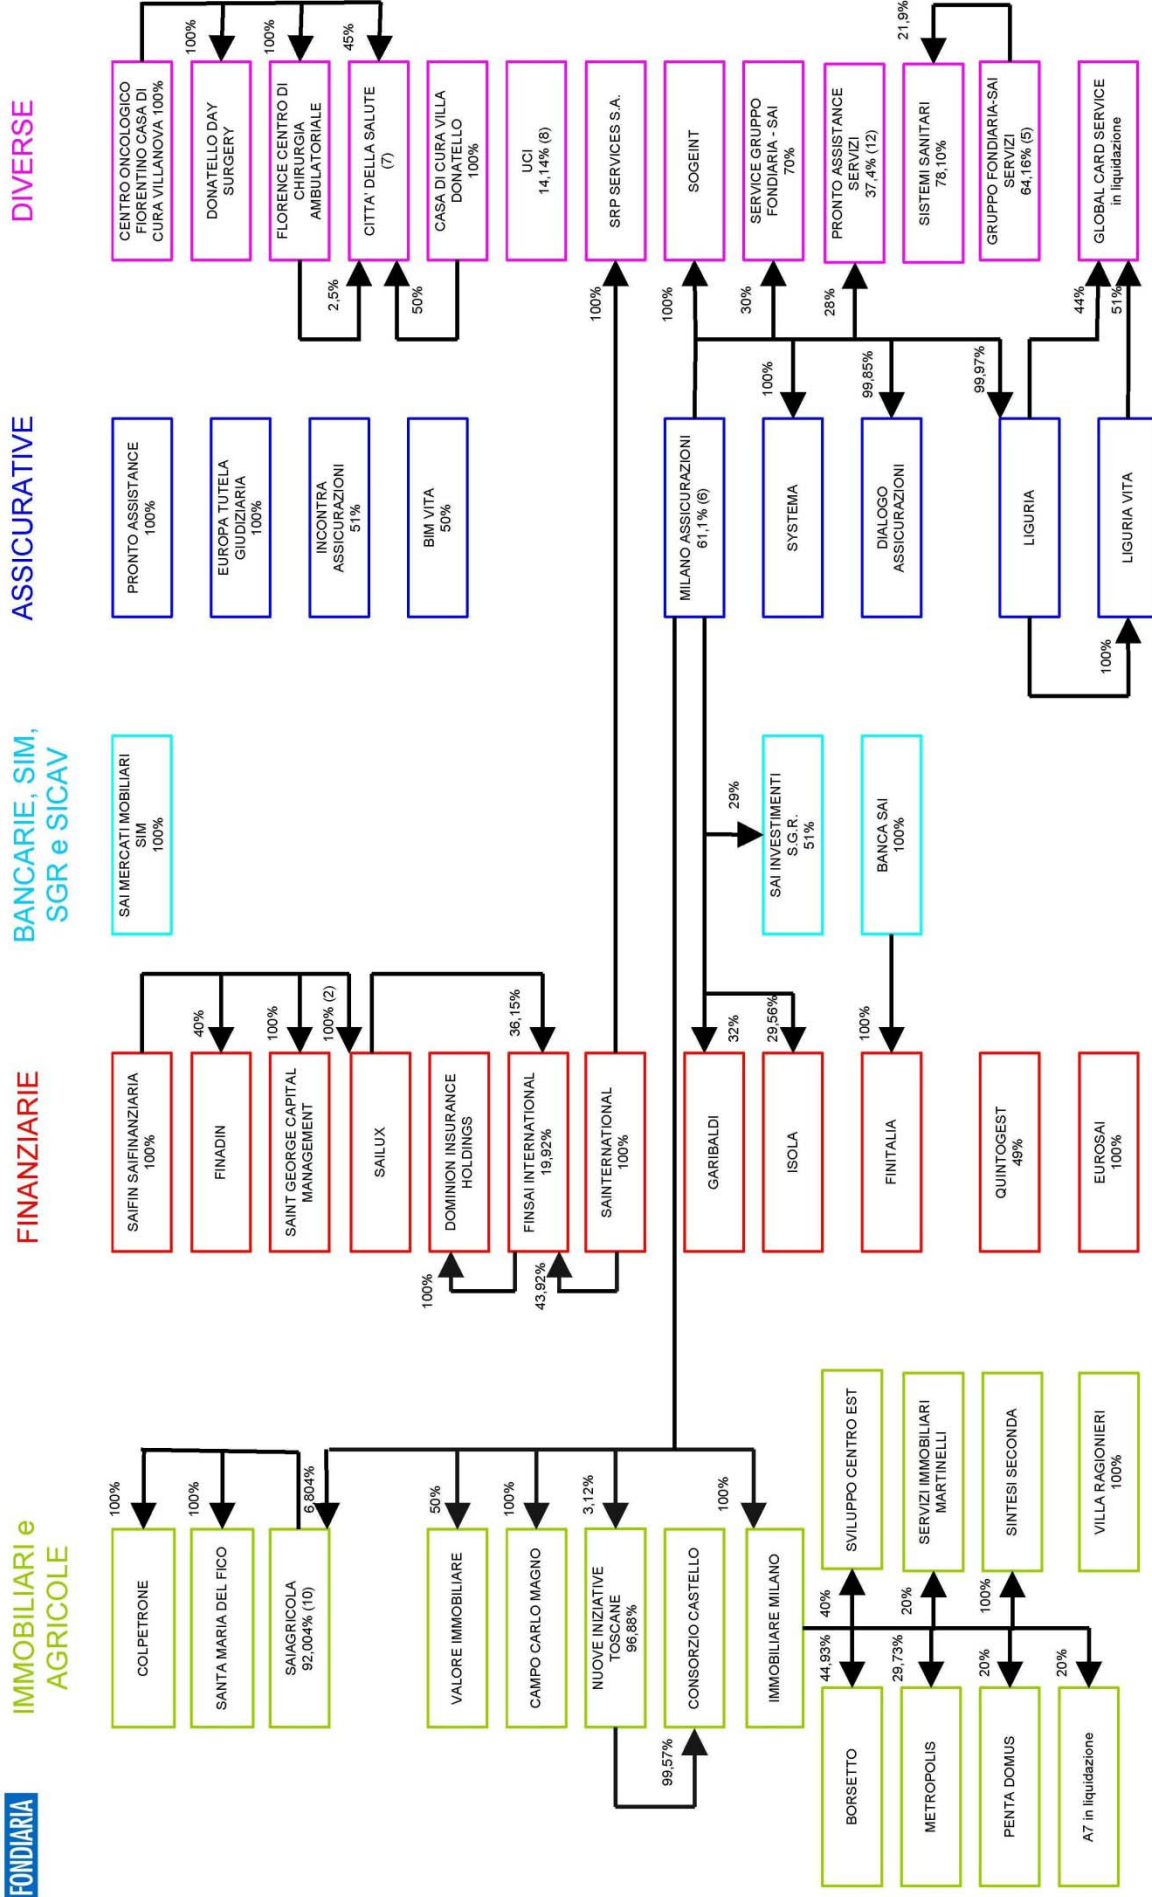 FONDIARIA
IMMOBILIARI e
AGRICOLE
FINANZIARIE
BANCARIE, SIM,
SGR e SICAV
ASSICURATIVE
DIVERSE
COLPETRONE
100%
SANTA MARIA DEL FICO
100%
SAIAGRICOLA
92,004% (10)
6,804%
VALORE IMMOBILIARE
50%
CAMPO CARLO MAGNO
100%
NUOVE INIZIATIVE
TOSCANE
96,88%
3,12%
CONSORZIO CASTELLO
99,57%
IMMOBILIARE MILANO
100%
BORSETTO
44,93%
METROPOLIS
29,73%
PENTA DOMUS
20%
A7 in liquidazione
20%
40%
SVILUPPO CENTRO EST
20%
SERVIZI IMMOBILIARI
MARTINELLI
100%
SINTESI SECONDA
VILLA RAGIONIERI
100%
SAIFIN SAIFINANZIARIA
100%
FINADIN
40%
SAINT GEORGE CAPITAL
MANAGEMENT
100%
SAILUX
100% (2)
DOMINION INSURANCE
HOLDINGS
100%
FINSAI INTERNATIONAL
19,92%
36,15%
43,92%
SAINTERNATIONAL
100%
GARIBALDI
32%
ISOLA
29,56%
FINITALIA
100%
QUINTOGEST
49%
EUROSAI
100%
SAI MERCATI MOBILIARI
SIM
100%
SAI INVESTIMENTI
S.G.R.
51%
29%
BANCA SAI
100%
PRONTO ASSISTANCE
100%
EUROPA TUTELA
GIUDIZIARIA
100%
INCONTRA
ASSICURAZIONI
51%
BIM VITA
50%
MILANO ASSICURAZIONI
61,1% (6)
SYSTEMA
100%
DIALOGO
ASSICURAZIONI
99,85%
LIGURIA
99,97%
LIGURIA VITA
100%
CENTRO ONCOLOGICO
FIORENTINO CASA DI
CURA VILLANOVA 100%
DONATELLO DAY
SURGERY
100%
FLORENCE CENTRO DI
CHIRURGIA
AMBULATORIALE
100%
2,5%
CITTA' DELLA SALUTE
(7)
45%
50%
CASA DI CURA VILLA
DONATELLO
100%
UCI
14,14% (8)
100%
SRP SERVICES S.A.
100%
SOGEINT
30%
SERVICE GRUPPO
FONDIARIA - SAI
70%
28%
PRONTO ASSISTANCE
SERVIZI
37,4% (12)
SISTEMI SANITARI
78,10%
21,9%
GRUPPO FONDIARIA-SAI
SERVIZI
64,16% (5)
44%
51%
GLOBAL CARD SERVICE
in liquidazione